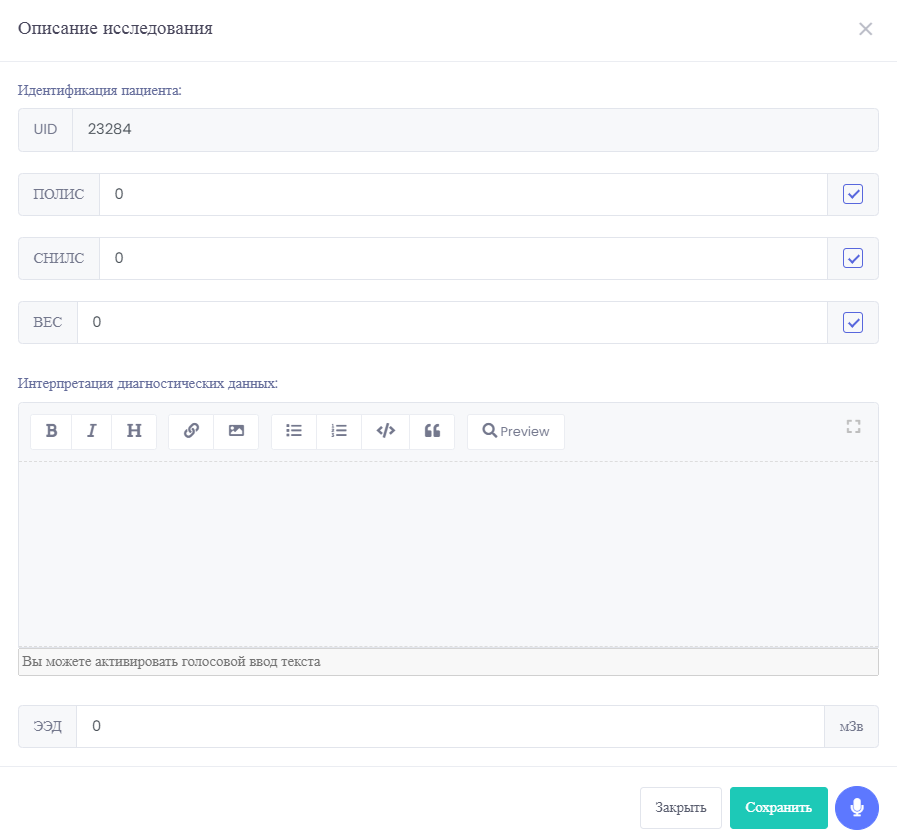 Описание исследования
Идентификация пациента:
UID 23284
ПОЛИС 0
СНИЛС 0
ВЕС 0
Интерпретация диагностических данных:
B I H Preview
Вы можете активировать голосовой ввод текста
ЭЭД 0 мЗв
Закрыть Сохранить